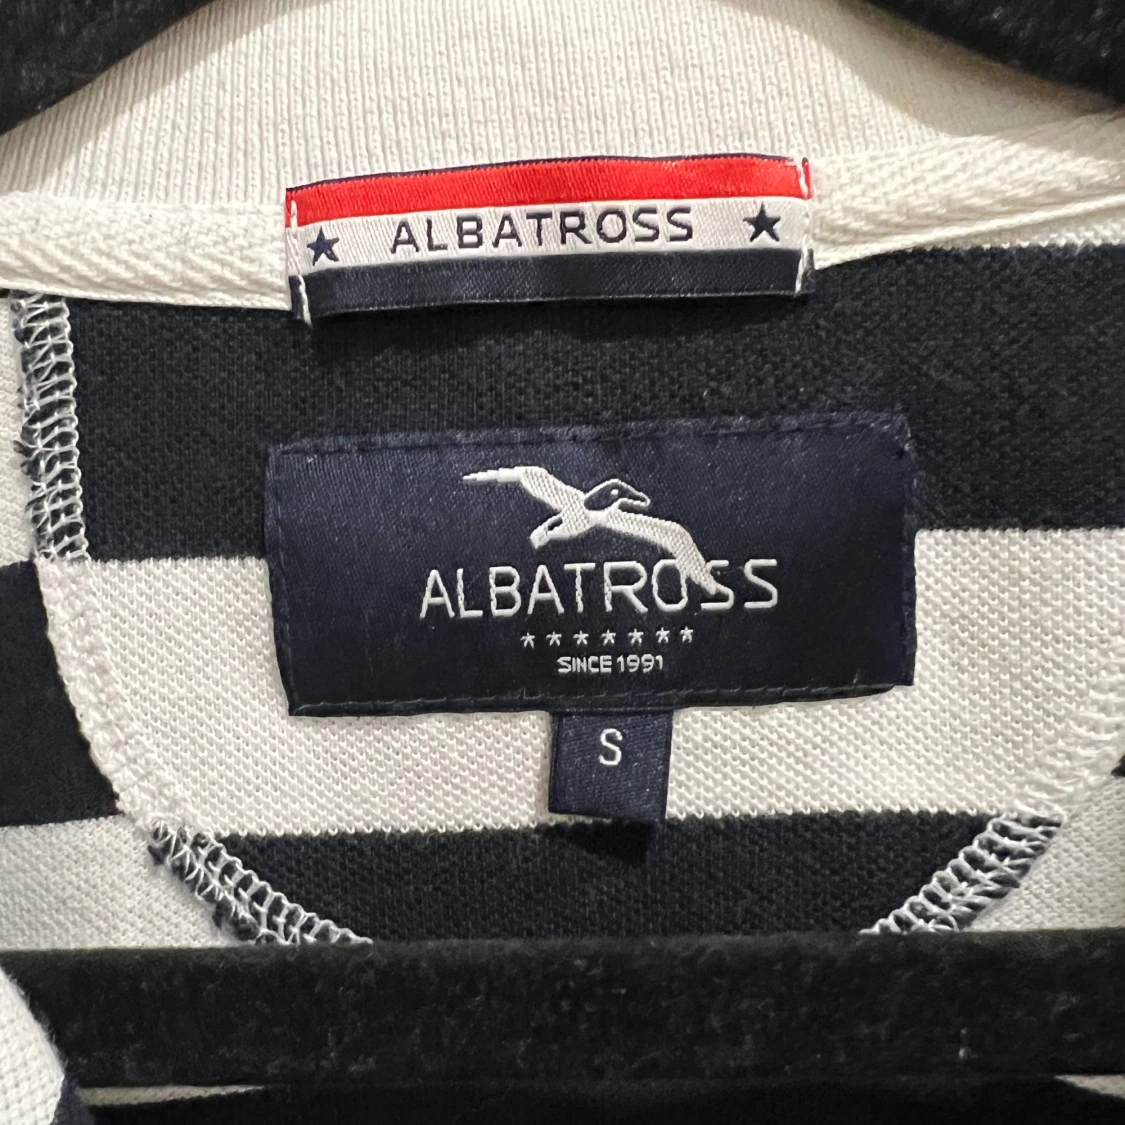 ★ ALBATROSS ★
ALBATROSS
★★★★★★★
SINCE 1991
S